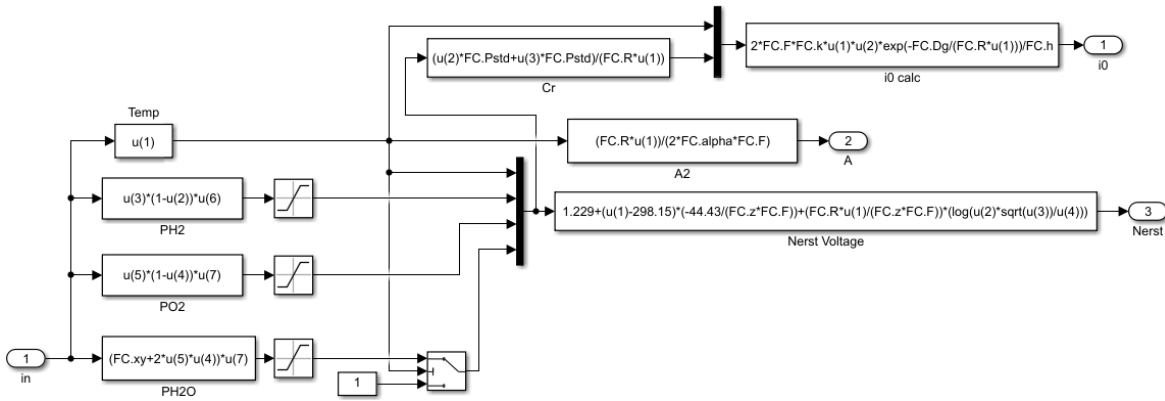 2*FC.F*FC.k*u(1)*u(2)*exp(-FC.Dg/(FC.R*u(1)))/FC.h
1
i0 calc
i0
(u(2)*FC.Pstd+u(3)*FC.Pstd)/(FC.R*u(1))
Cr
Temp
u(1)
(FC.R*u(1))/(2*FC.alpha*FC.F)
2
A2
A
u(3)*(1-u(2))*u(6)
PH2
1.229+(u(1)-298.15)*(-44.43/(FC.z*FC.F))+(FC.R*u(1)/(FC.z*FC.F))*(log(u(2)*sqrt(u(3))/u(4)))
3
Nerst Voltage
Nerst
u(5)*(1-u(4))*u(7)
PO2
1
in
(FC.xy+2*u(5)*u(4))*u(7)
PH2O
1